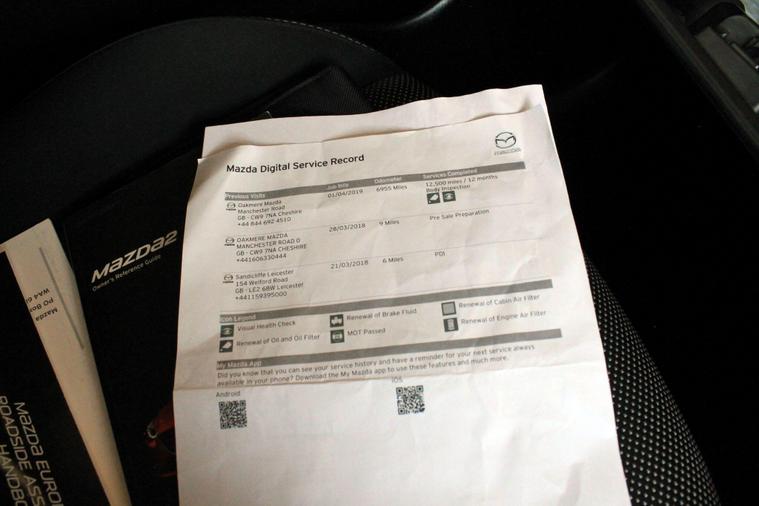 Mazda Digital Service Record
Previous Visits Job Info Odometer Services Completed
Oakmere Mazda 01/04/2019 6955 Miles 12,500 miles / 12 months
Manchester Road Body Inspection
GB - CW9 7NA Cheshire
+44 844 692 4510
OAKMERE MAZDA 28/03/2018 9 Miles Pre Sale Preparation
MANCHESTER ROAD 0
GB - CW9 7NA CHESHIRE
+441606330444
Sandicliffe Leicester 21/03/2018 6 Miles PDI
154 Welford Road
GB - LE2 6BW Leicester
+441159395000
Icon Legend
Visual Health Check Renewal of Brake Fluid Renewal of Cabin Air Filter
Renewal of Oil and Oil Filter MOT Passed Renewal of Engine Air Filter
My Mazda App
Did you know that you can see your service history and have a reminder for your next service always
available in your phone? Download the My Mazda app to use these features and much more.
Android iOS
mazda2
Owner's Reference Guide
Mazda
PO Box
WA4
Mazda EURO
ROADSIDE ASS
HANDBO